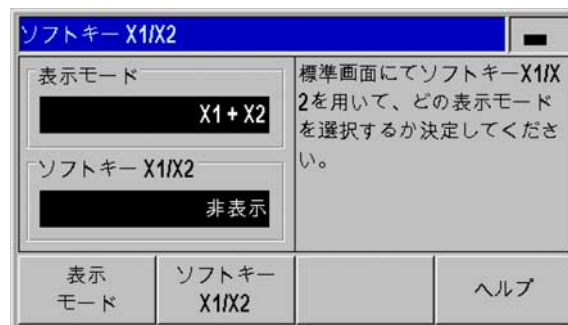 ソフトキー X1/X2
表示モード
X1 + X2
ソフトキー X1/X2
非表示
標準画面にてソフトキーX1/X
2を用いて、どの表示モード
を選択するか決定してくださ
い。
表示
モード
ソフトキー
X1/X2
ヘルプ